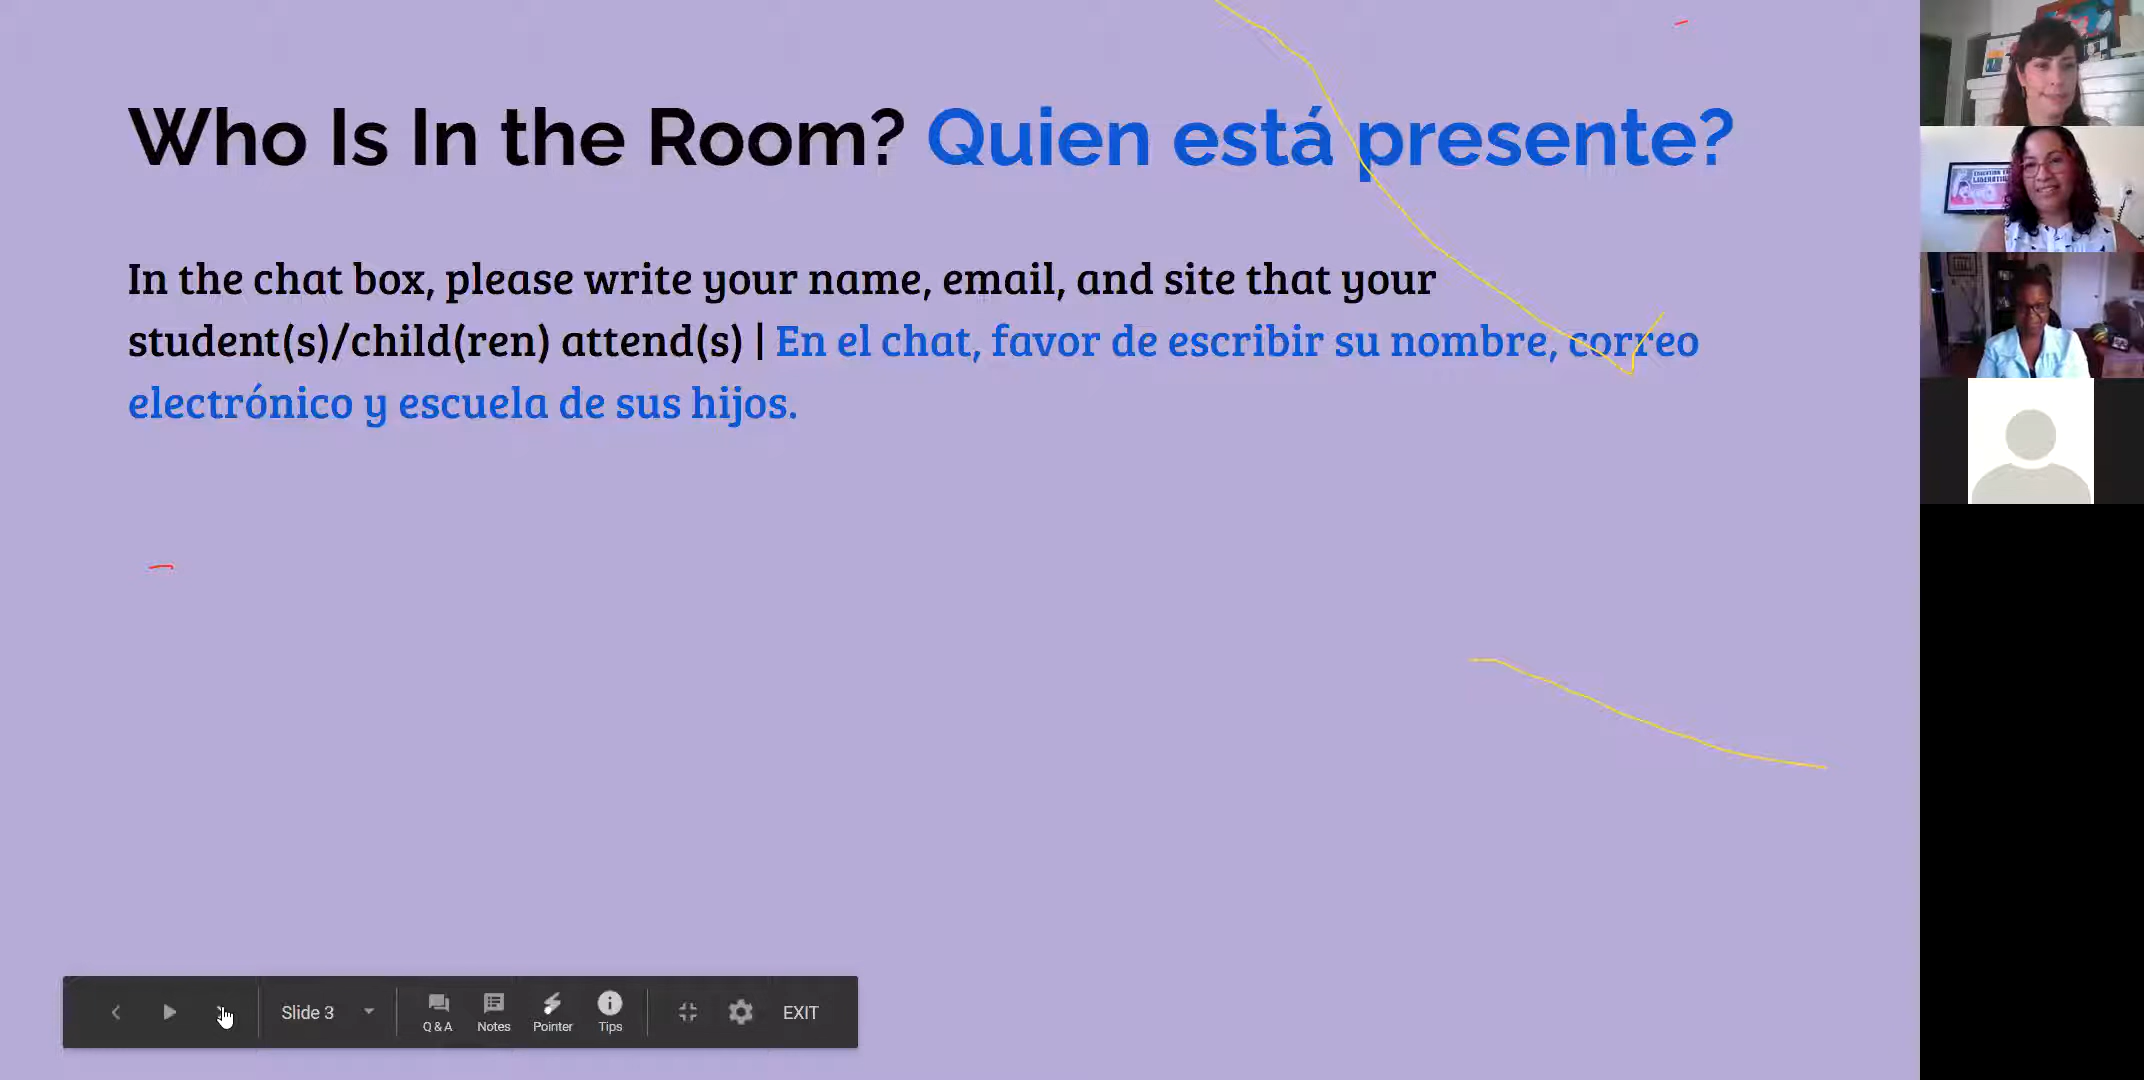 Who Is In the Room? Quien está presente?
In the chat box, please write your name, email, and site that your
student(s)/child(ren) attend(s) | En el chat, favor de escribir su nombre, correo
electrónico y escuela de sus hijos.
Slide 3
Q & A
Notes
Pointer
Tips
EXIT